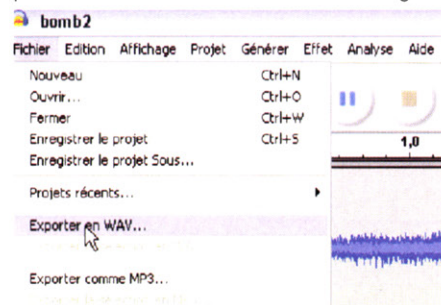 bomb2
Fichier Edition Affichage Projet Générer Effet Analyse Aide
Nouveau Ctrl+N
Ouvrir... Ctrl+O
Fermer Ctrl+W
Enregistrer le projet Ctrl+S
Enregistrer le projet Sous...
1,0
Projets récents...
Exporter en WAV...
Exporter comme MP3...